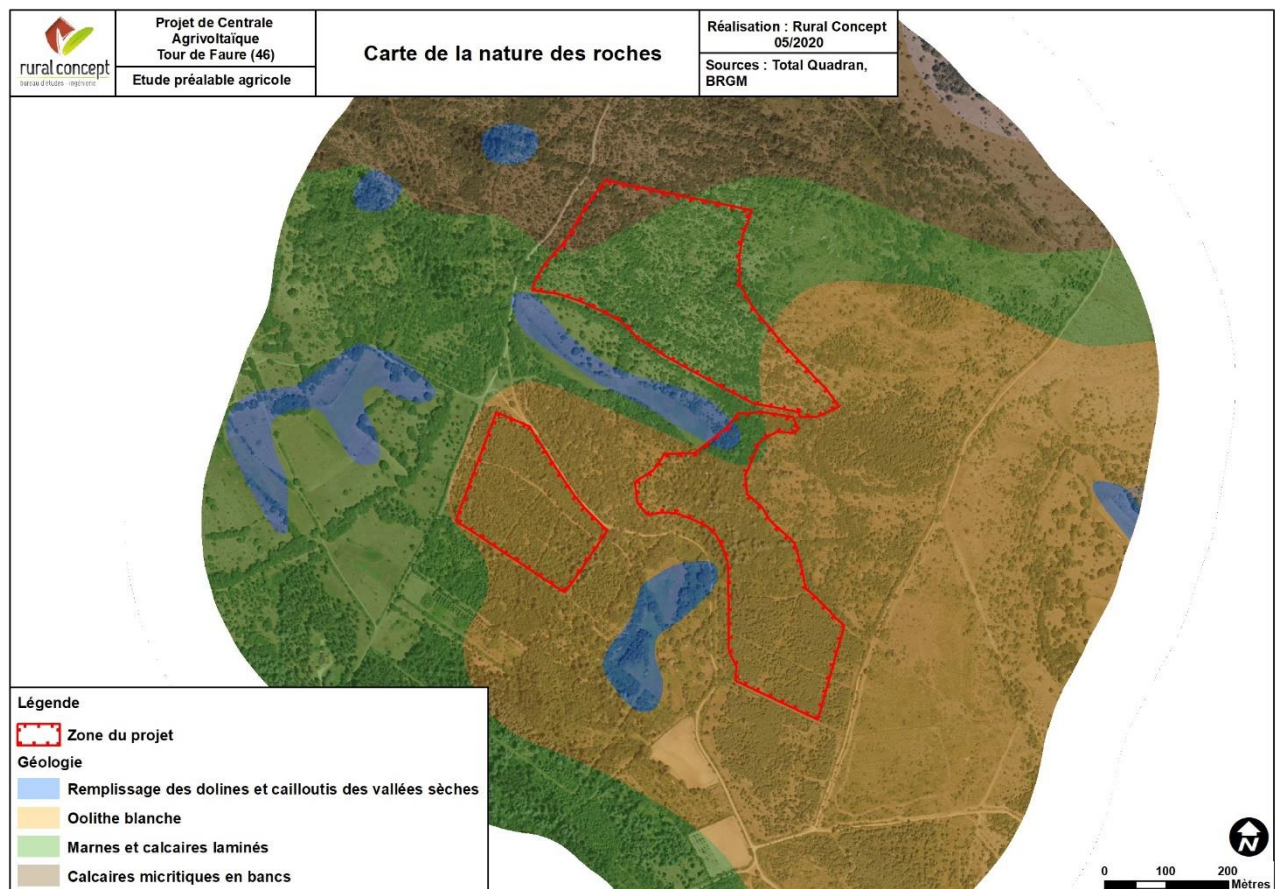 rural concept
bureau d'études - ingénierie
Projet de Centrale
Agrivoltaïque
Tour de Faure (46)
Etude préalable agricole
Carte de la nature des roches
Réalisation : Rural Concept
05/2020
Sources : Total Quadran,
BRGM
Légende
Zone du projet
Géologie
Remplissage des dolines et cailloutis des vallées sèches
Oolithe blanche
Marnes et calcaires laminés
Calcaires micritiques en bancs
N
0 100 200
Mètres